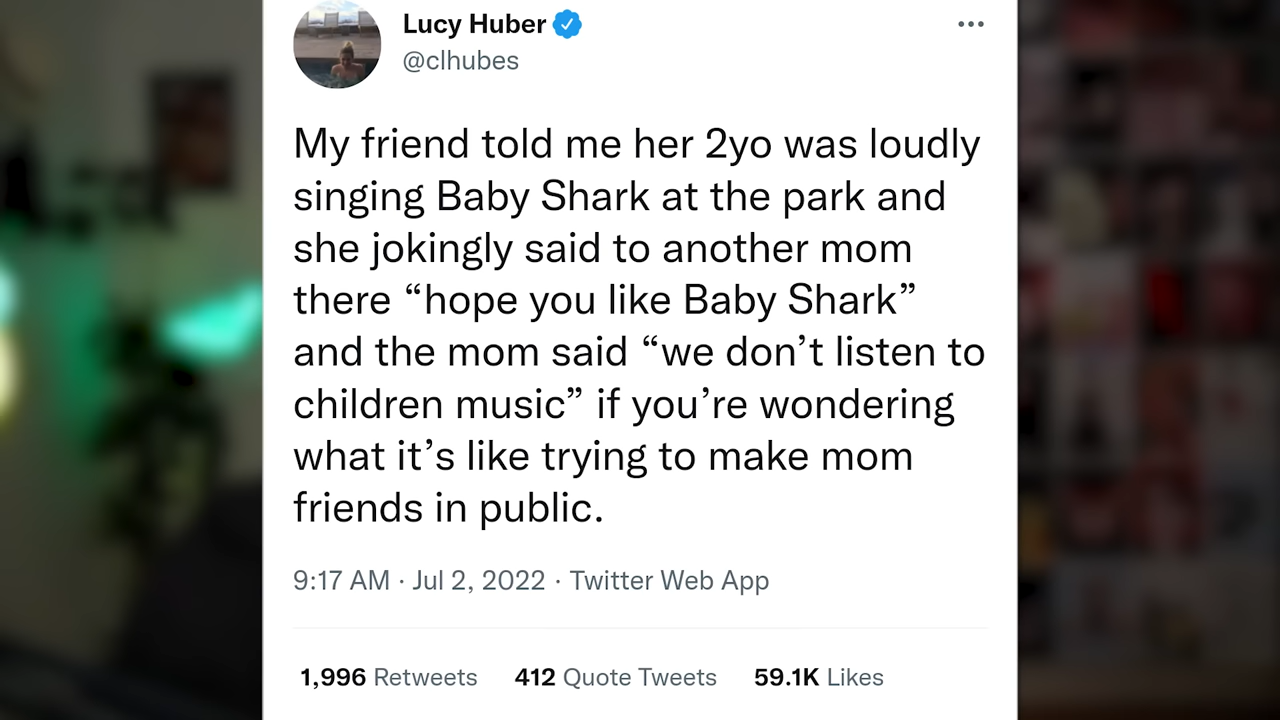 Lucy Huber
@clhubes
My friend told me her 2yo was loudly
singing Baby Shark at the park and
she jokingly said to another mom
there “hope you like Baby Shark”
and the mom said “we don’t listen to
children music” if you’re wondering
what it’s like trying to make mom
friends in public.
9:17 AM · Jul 2, 2022 · Twitter Web App
1,996 Retweets 412 Quote Tweets 59.1K Likes